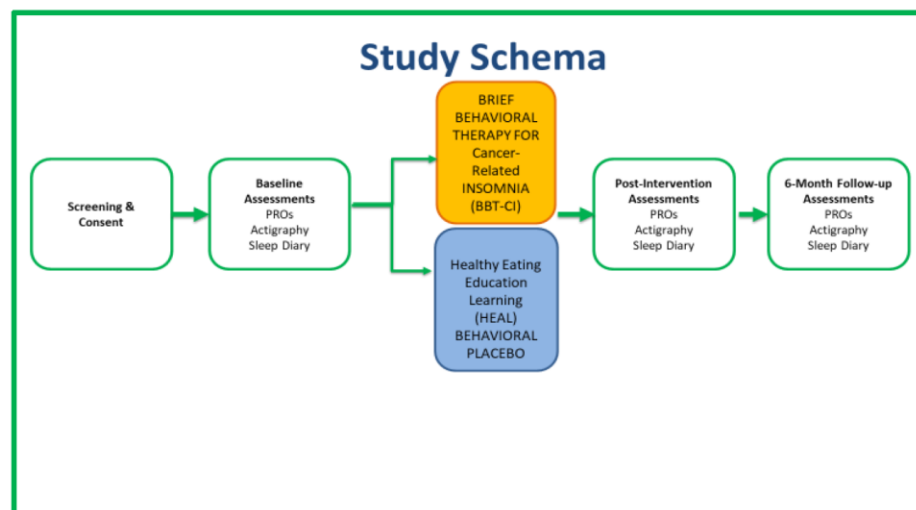 Study Schema
Screening &
Consent
Baseline
Assessments
PROs
Actigraphy
Sleep Diary
BRIEF
BEHAVIORAL
THERAPY FOR
Cancer-
Related
INSOMNIA
(BBT-CI)
Healthy Eating
Education
Learning
(HEAL)
BEHAVIORAL
PLACEBO
Post-Intervention
Assessments
PROs
Actigraphy
Sleep Diary
6-Month Follow-up
Assessments
PROs
Actigraphy
Sleep Diary